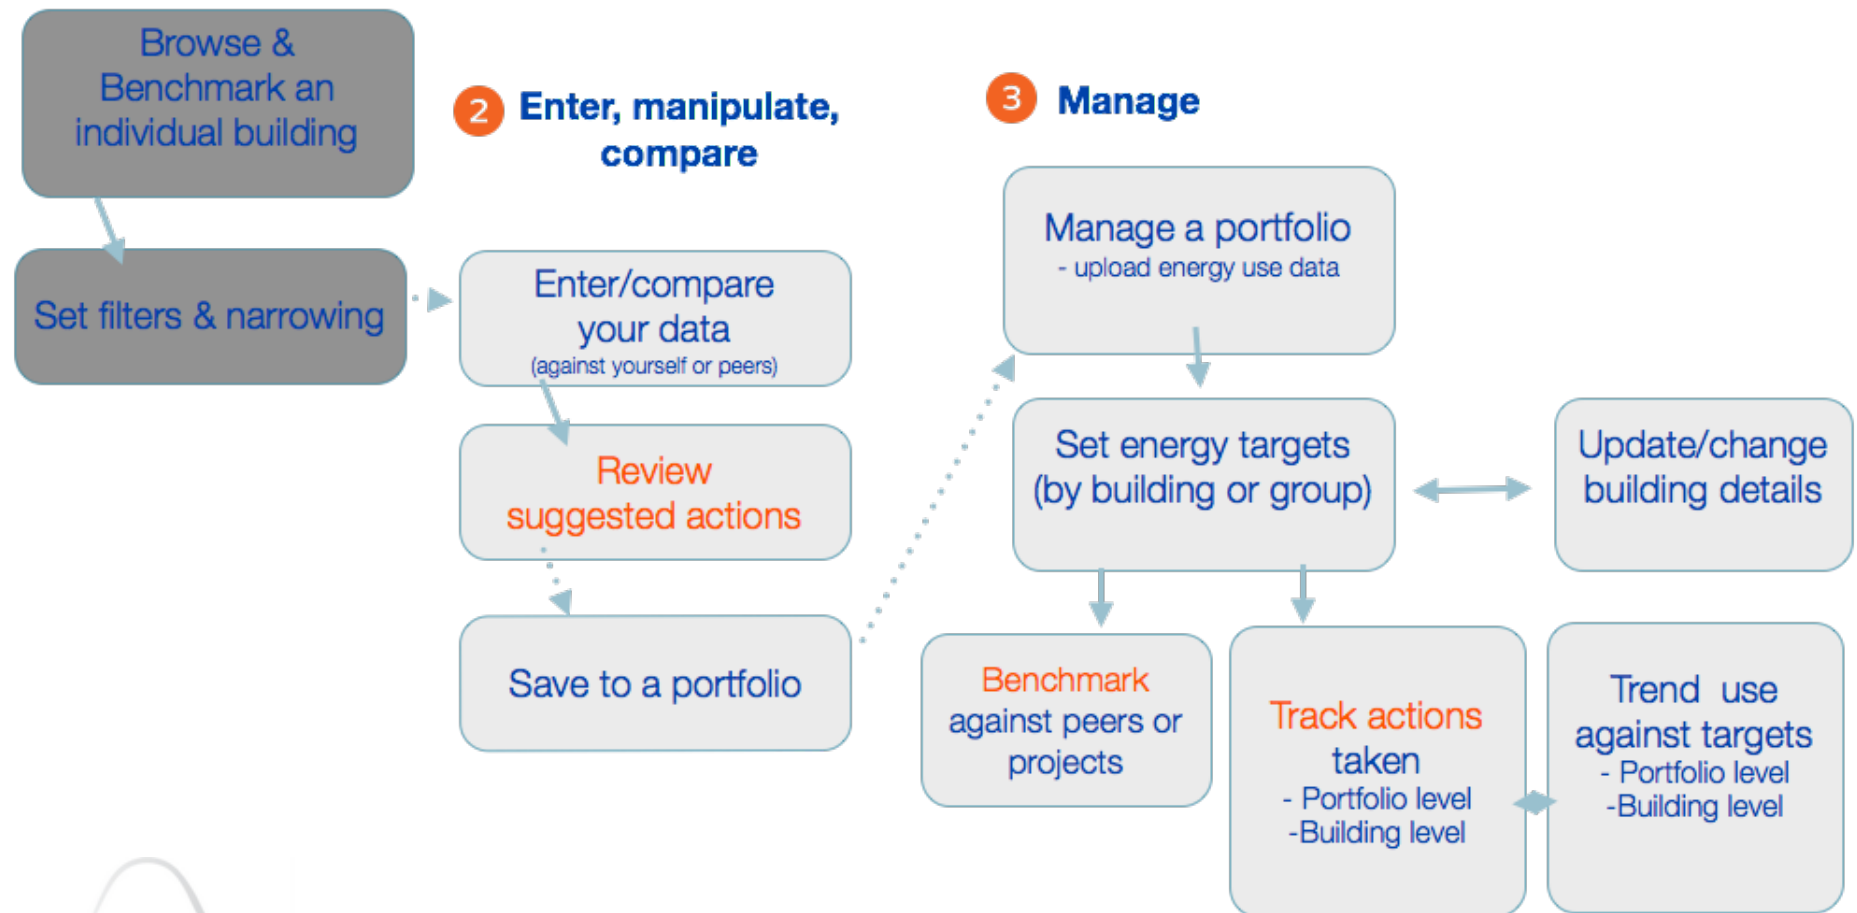 Browse &
Benchmark an
individual building
Set filters & narrowing
2 Enter, manipulate,
compare
Enter/compare
your data
(against yourself or peers)
Review
suggested actions
Save to a portfolio
3 Manage
Manage a portfolio
- upload energy use data
Set energy targets
(by building or group)
Update/change
building details
Benchmark
against peers or
projects
Track actions
taken
- Portfolio level
-Building level
Trend use
against targets
- Portfolio level
-Building level